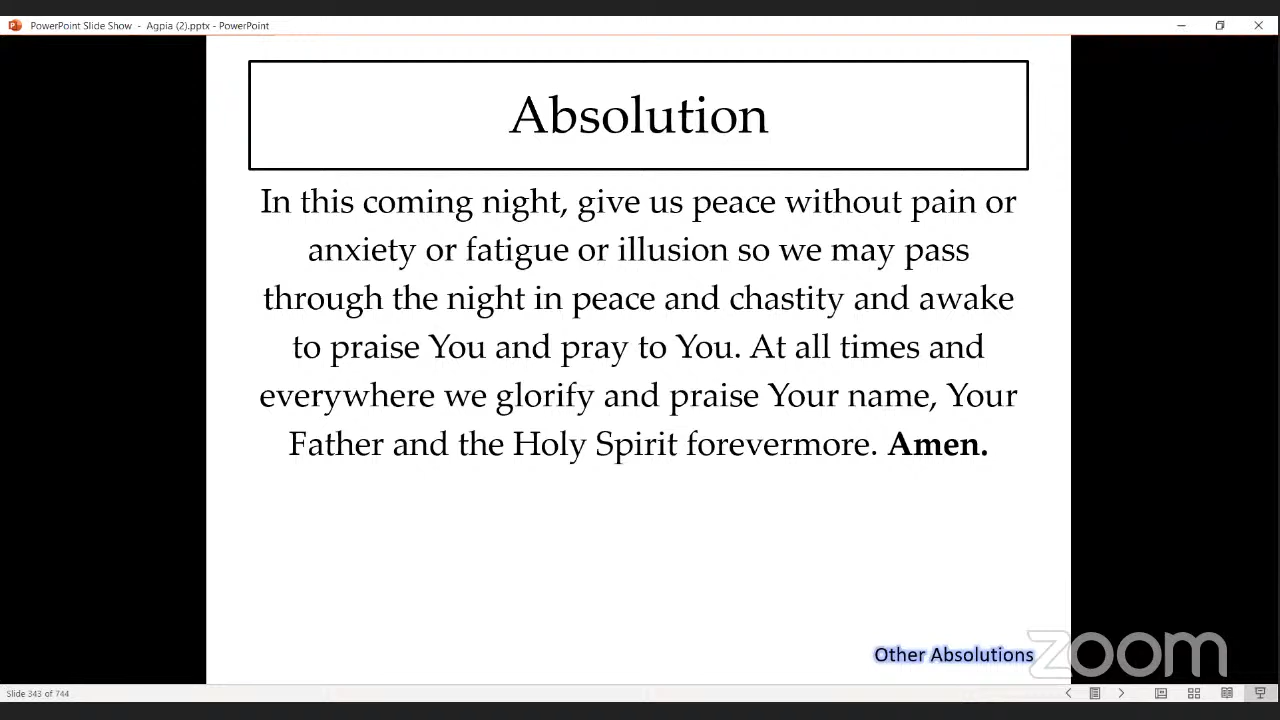 PowerPoint Slide Show - Agpia (2).pptx - PowerPoint
Absolution
In this coming night, give us peace without pain or
anxiety or fatigue or illusion so we may pass
through the night in peace and chastity and awake
to praise You and pray to You. At all times and
everywhere we glorify and praise Your name, Your
Father and the Holy Spirit forevermore. Amen.
Other Absolutions
zoom
Slide 343 of 744